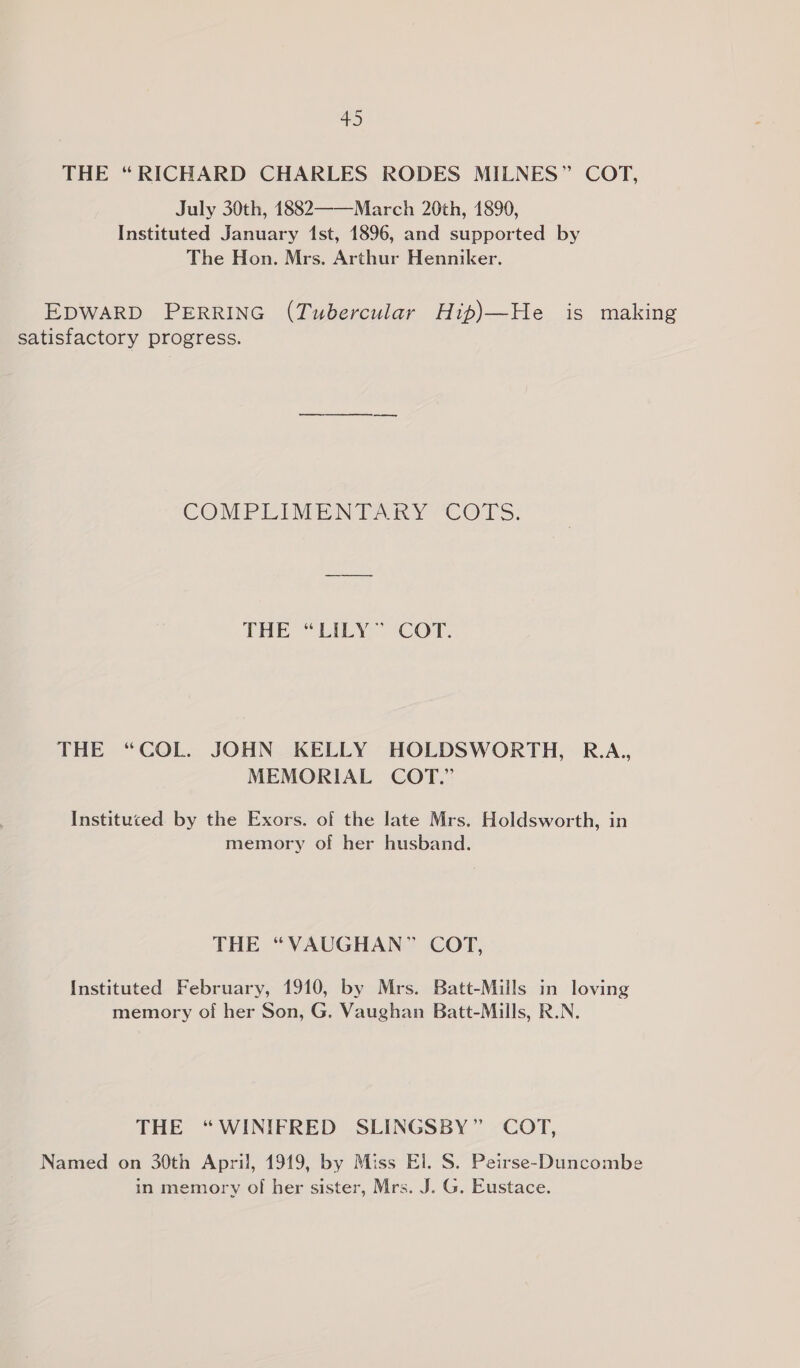 45
THE “RICHARD CHARLES RODES MILNES” COT,
July 30th, 1882——March 20th, 1890,
Instituted January 1st, 1896, and supported by
The Hon. Mrs. Arthur Henniker.
EDWARD PERRING (Tubercular Hip)—He is making
satisfactory progress.
COMPLIMENTARY COTS.
THE “LILY” COT.
THE “COL. JOHN KELLY HOLDSWORTH, R.A.,
MEMORIAL COT.”
Instituted by the Exors. of the late Mrs. Holdsworth, in
memory of her husband.
THE “VAUGHAN” COT,
Instituted February, 1910, by Mrs. Batt-Mills in loving
memory of her Son, G. Vaughan Batt-Mills, R.N.
THE “WINIFRED SLINGSBY” COT,
Named on 30th April, 1919, by Miss El. S. Peirse-Duncombe
in memory of her sister, Mrs. J. G. Eustace.